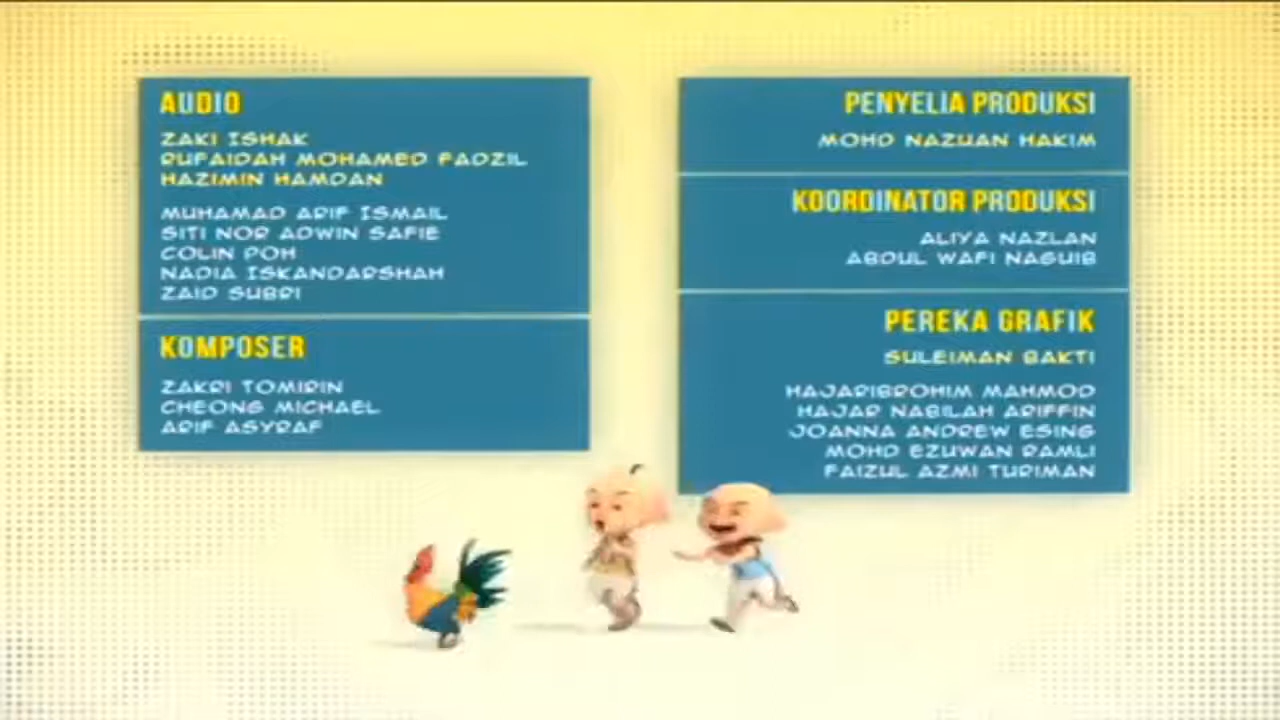 AUDIO
ZAKI ISHAK
RUFAIDAH MOHAMED FADZIL
HAZIMIN HAMDAN
MUHAMAD ARIF ISMAIL
SITI NOR ADWIN SAFIE
COLIN POH
NADIA ISKANDARSHAH
ZAID SUBRI
KOMPOSER
ZAKRI TOMIRIN
CHEONG MICHAEL
ARIF ASYRAF
PENYELIA PRODUKSI
MOHD NAZUAN HAKIM
KOORDINATOR PRODUKSI
ALIYA NAZLAN
ABDUL WAFI NAGUIB
PEREKA GRAFIK
SULEIMAN BAKTI
HAJARIBROHIM MAHMOD
HAJAR NABILAH ARIFFIN
JOANNA ANDREW ESING
MOHD EZUWAN RAMLI
FAIZUL AZMI TURIMAN